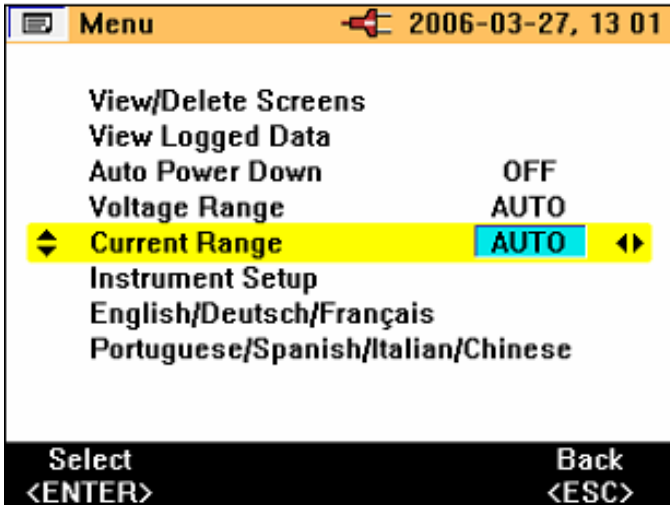 Menu 2006-03-27, 13 01
View/Delete Screens
View Logged Data
Auto Power Down OFF
Voltage Range AUTO
Current Range AUTO
Instrument Setup
English/Deutsch/Français
Portuguese/Spanish/Italian/Chinese
Select Back
<ENTER> <ESC>